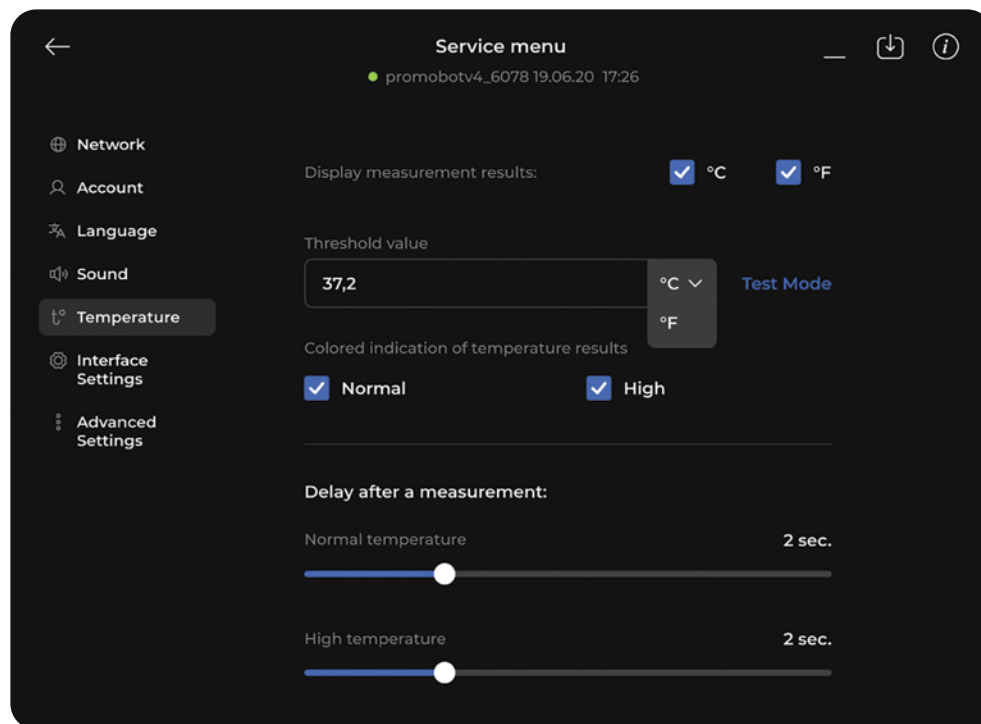 Service menu
promobotv4_6078 19.06.20 17:26
Network
Account
Language
Sound
t° Temperature
Interface
Settings
Advanced
Settings
Display measurement results:
°C
°F
Threshold value
37,2
°C
Test Mode
°F
Colored indication of temperature results
Normal
High
Delay after a measurement:
Normal temperature
2 sec.
High temperature
2 sec.